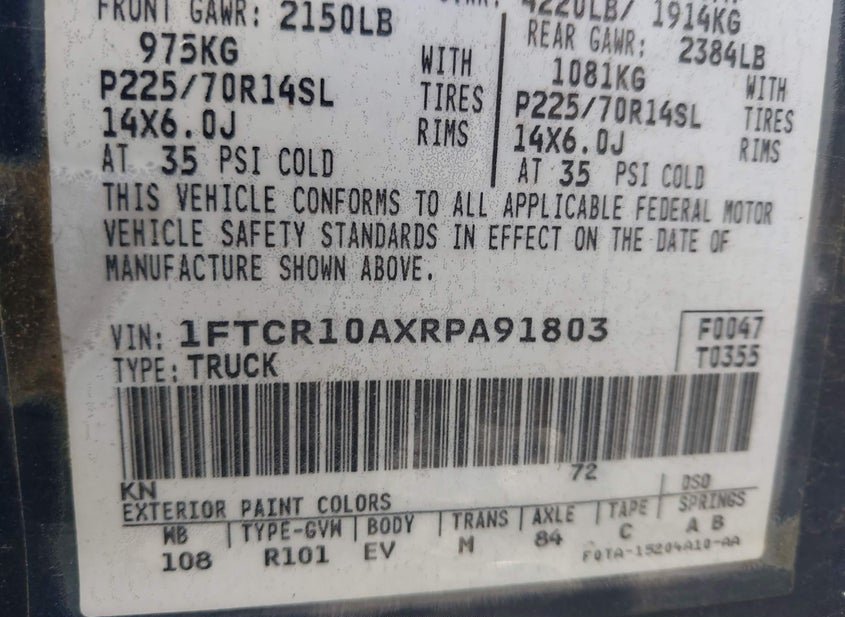 FRONT GAWR: 2150LB
975KG WITH
P225/70R14SL TIRES
14X6.0J RIMS
AT 35 PSI COLD
4220LB/ 1914KG
REAR GAWR: 2384LB
1081KG WITH
P225/70R14SL TIRES
14X6.0J RIMS
AT 35 PSI COLD
THIS VEHICLE CONFORMS TO ALL APPLICABLE FEDERAL MOTOR
VEHICLE SAFETY STANDARDS IN EFFECT ON THE DATE OF
MANUFACTURE SHOWN ABOVE.
VIN: 1FTCR10AXRPA91803 F0047
TYPE: TRUCK T0355
KN 72
EXTERIOR PAINT COLORS DSO
WB TYPE-GVW BODY TRANS AXLE TAPE SPRINGS
108 R101 EV M 84 C A B
F0TA-15204A10-AA